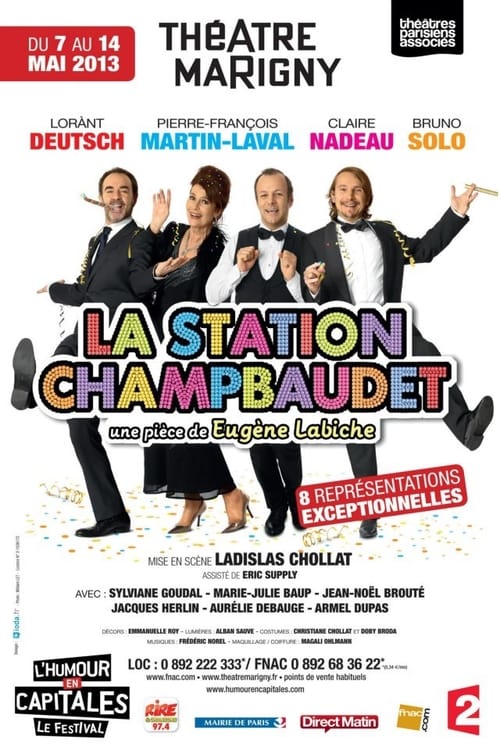 DU 7 AU 14
MAI 2013
THÉATRE
MARIGNY
théâtres
parisiens
associés
LORÀNT
DEUTSCH
PIERRE-FRANÇOIS
MARTIN-LAVAL
CLAIRE
NADEAU
BRUNO
SOLO
LA STATION
CHAMPBAUDET
une pièce de Eugène Labiche
8 REPRÉSENTATIONS
EXCEPTIONNELLES
MISE EN SCÈNE LADISLAS CHOLLAT
ASSISTÉ DE ERIC SUPPLY
AVEC : SYLVIANE GOUDAL - MARIE-JULIE BAUP - JEAN-NOËL BROUTÉ
JACQUES HERLIN - AURÉLIE DEBAUGE - ARMEL DUPAS
DÉCORS : EMMANUELLE ROY - LUMIÈRES : ALBAN SAUVE - COSTUMES : CHRISTIANE CHOLLAT ET DOBY BRODA
MUSIQUES : FRÉDÉRIC NOREL - MAQUILLAGE / COIFFURE : MAGALI OHLMANN
L'HUMOUR
EN
CAPITALES
LE FESTIVAL
LOC : 0 892 222 333* / FNAC 0 892 68 36 22*
www.fnac.com • www.theatremarigny.fr • points de vente habituels
www.humourencapitales.com
RIRE
& CHANSONS
97.4
MAIRIE DE PARIS
Direct Matin
fnac
.com
2
ioda.fr